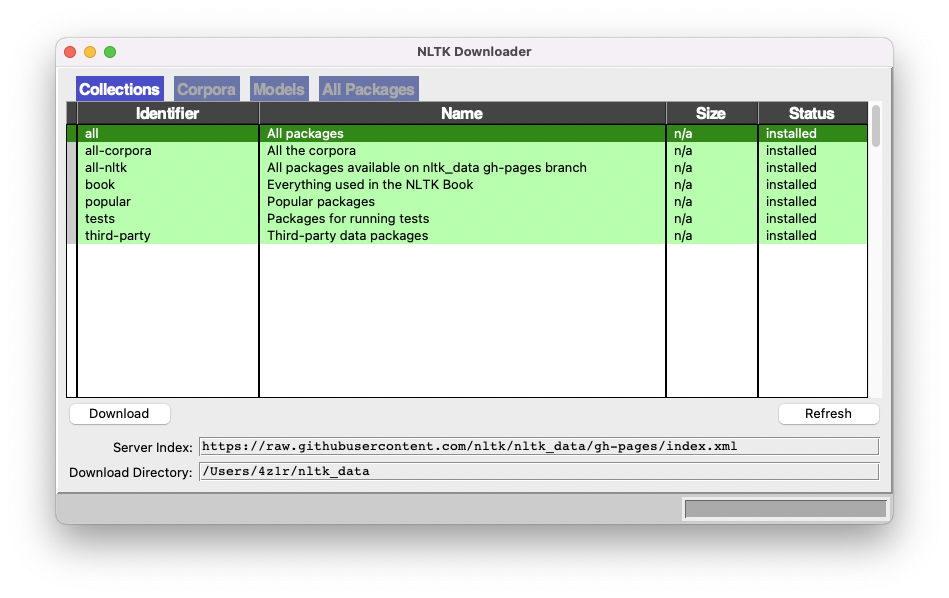 NLTK Downloader
Collections Corpora Models All Packages
Identifier Name Size Status
all All packages n/a installed
all-corpora All the corpora n/a installed
all-nltk All packages available on nltk_data gh-pages branch n/a installed
book Everything used in the NLTK Book n/a installed
popular Popular packages n/a installed
tests Packages for running tests n/a installed
third-party Third-party data packages n/a installed
Download Refresh
Server Index: https://raw.githubusercontent.com/nltk/nltk_data/gh-pages/index.xml
Download Directory: /Users/4z1r/nltk_data